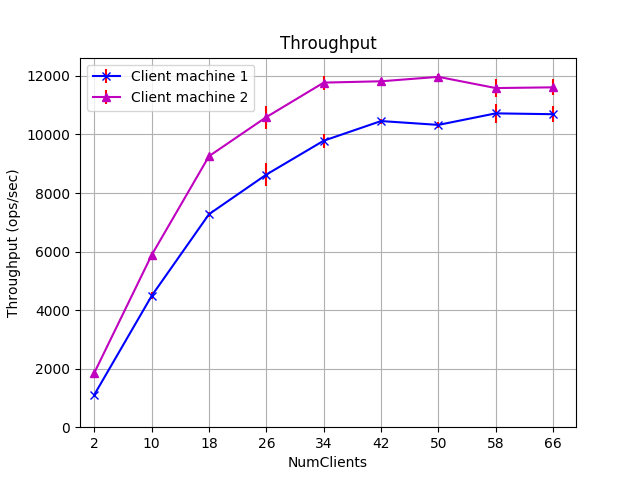 Throughput
Client machine 1
Client machine 2
Throughput (ops/sec)
12000
10000
8000
6000
4000
2000
0
2 10 18 26 34 42 50 58 66
NumClients